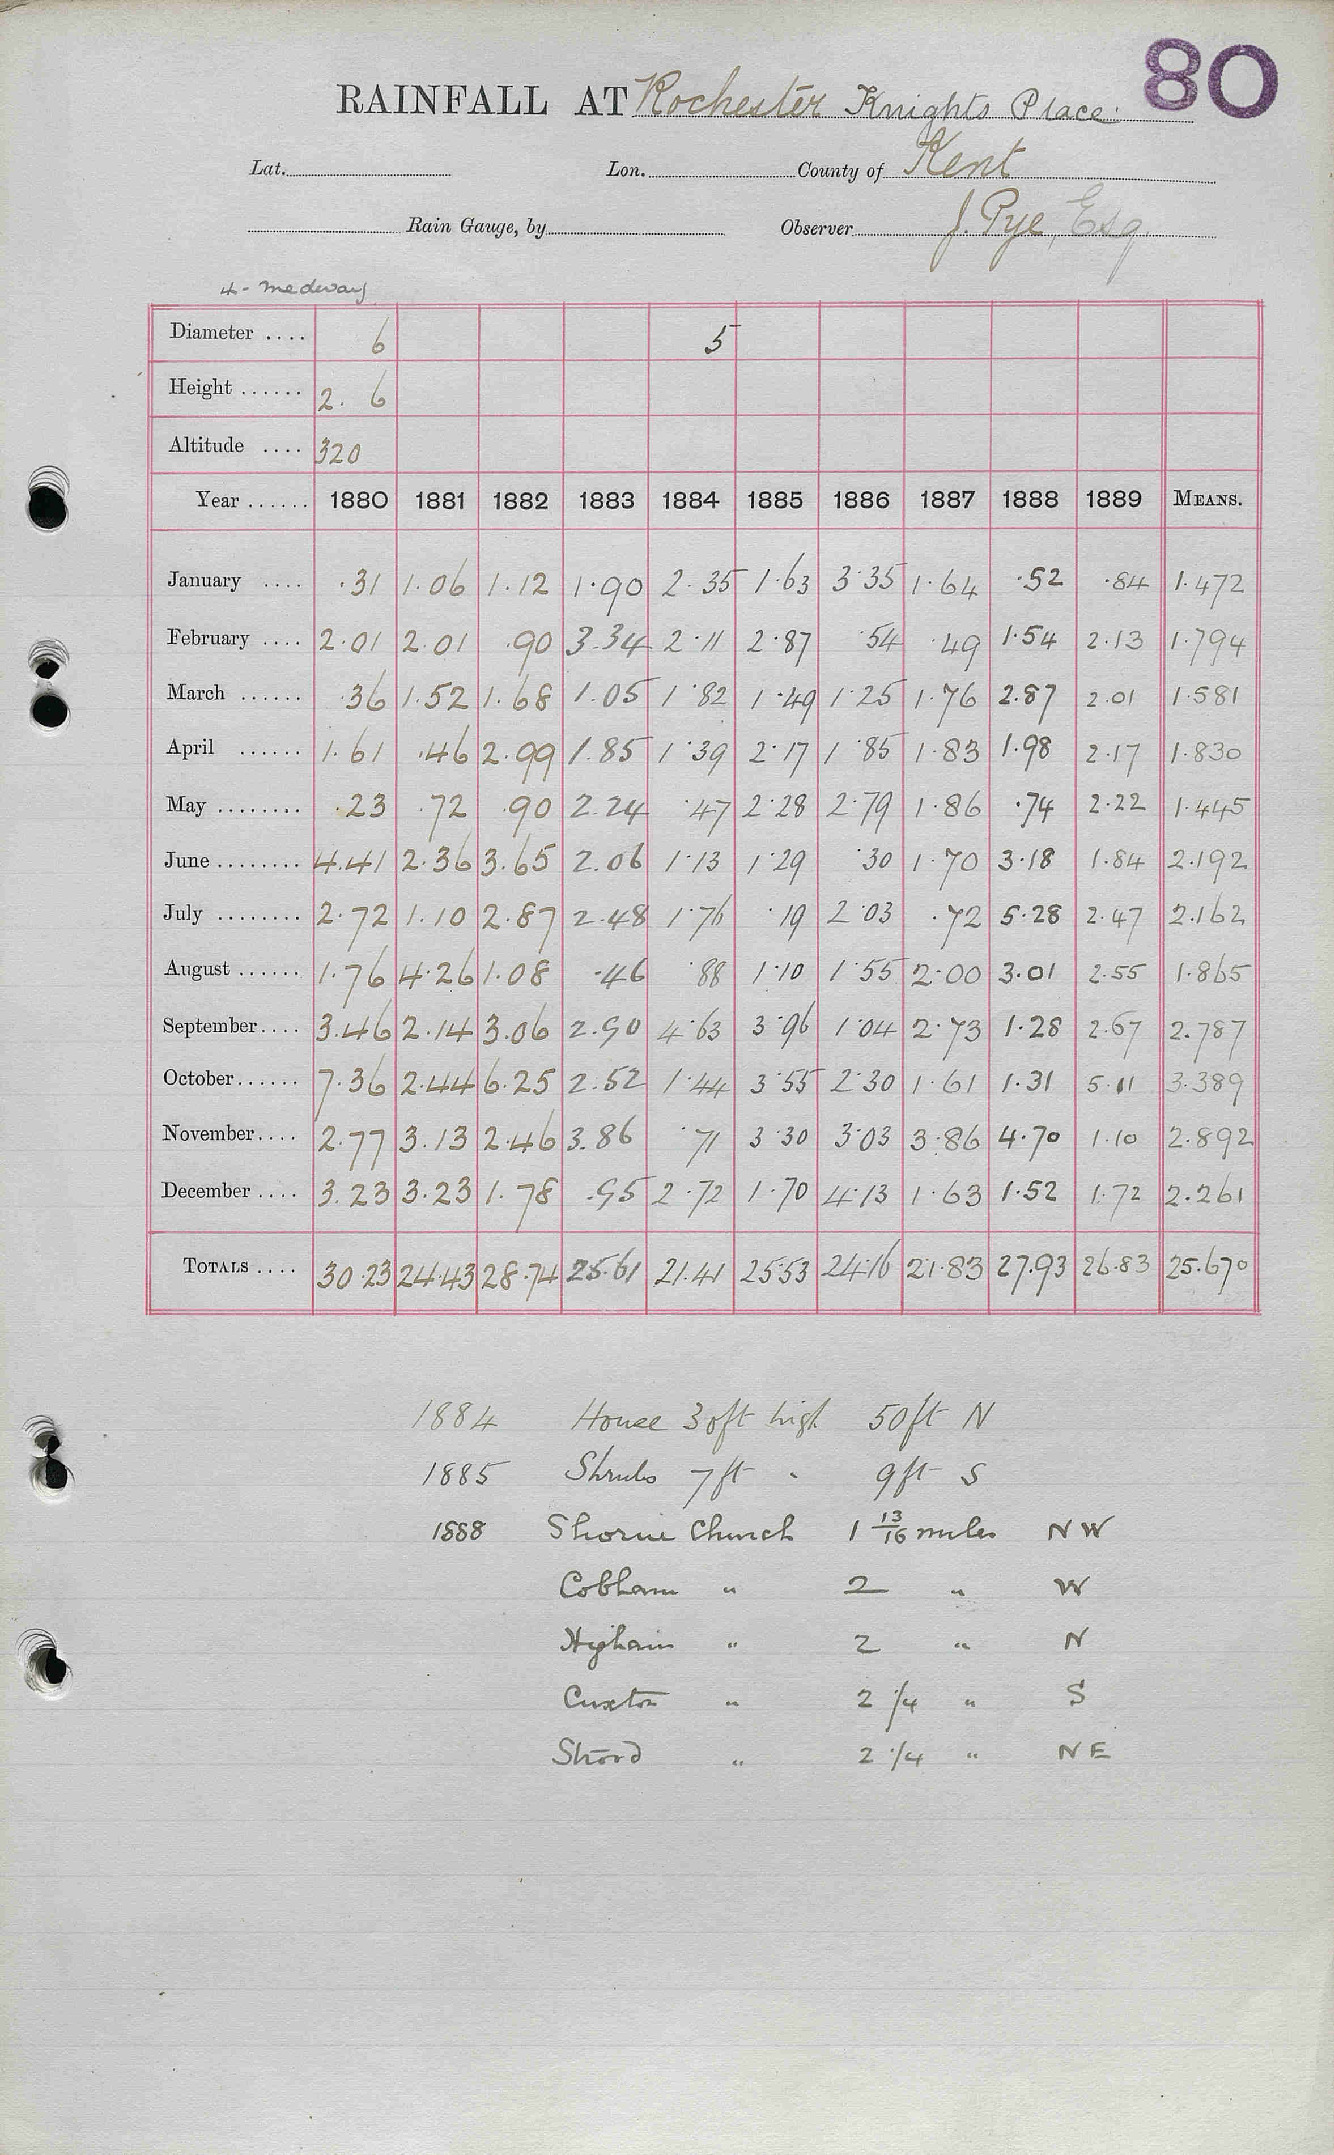 80
RAINFALL AT Rochester Knights Place
Lat. Lon. County of Kent
Rain Gauge, by Observer J. Pye, Esq
4 - Medway
Diameter .... 6 5
Height ...... 2. 6
Altitude .... 320
Year ...... 1880 1881 1882 1883 1884 1885 1886 1887 1888 1889 MEANS.
January .... .31 1.06 1.12 1.90 2.35 1.63 3.35 1.64 .52 .84 1.472
February .... 2.01 2.01 .90 3.34 2.11 2.87 .54 .49 1.54 2.13 1.794
March ...... .36 1.52 1.68 1.05 1.82 1.49 1.25 1.76 2.87 2.01 1.581
April ...... 1.61 .46 2.99 1.85 1.39 2.17 1.85 1.83 1.98 2.17 1.830
May ........ .23 .72 .90 2.24 .47 2.28 2.79 1.86 .74 2.22 1.445
June ........ 4.41 2.36 3.65 2.06 1.13 1.29 .30 1.70 3.18 1.84 2.192
July ........ 2.72 1.10 2.87 2.48 1.76 .19 2.03 .72 5.28 2.47 2.162
August ...... 1.76 4.26 1.08 .46 .88 1.10 1.55 2.00 3.01 2.55 1.865
September .... 3.46 2.14 3.06 2.90 4.63 3.96 1.04 2.73 1.28 2.67 2.787
October ...... 7.36 2.44 6.25 2.52 1.44 3.55 2.30 1.61 1.31 5.11 3.389
November .... 2.77 3.13 2.46 3.86 .71 3.30 3.03 3.86 4.70 1.10 2.892
December .... 3.23 3.23 1.78 .95 2.72 1.70 4.13 1.63 1.52 1.72 2.261
TOTALS .... 30.23 24.43 28.74 25.61 21.41 25.53 24.16 21.83 27.93 26.83 25.670
1884 House 30ft high 50ft N
1885 Shrubs 7ft " 9ft S
1888 Shorne Church 1 13/16 miles NW
Cobham " 2 " W
Higham " 2 " N
Cuxton " 2 1/4 " S
Strood " 2 1/4 " NE